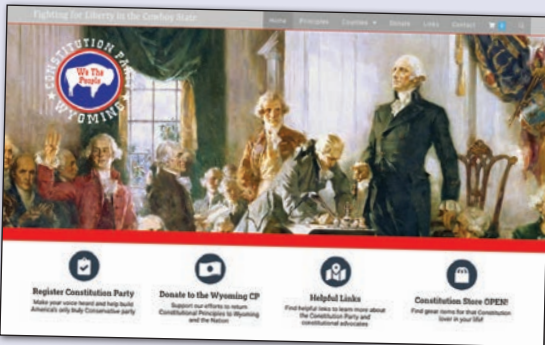 Fighting for Liberty in the Cowboy State
Home Principles Counties Donate Links Contact
CONSTITUTION PARTY
We The
People
WYOMING
Register Constitution Party
Make your voice heard and help build
America's only truly Conservative party
Donate to the Wyoming CP
Support our efforts to return
Constitutional Principles to Wyoming
and the Nation
Helpful Links
Find helpful links to learn more about
the Constitution Party and
constitutional advocates
Constitution Store OPEN!
Find great items for that Constitution
lover in your life!